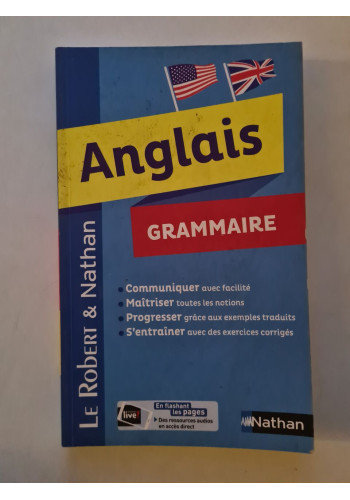 Anglais
GRAMMAIRE
• Communiquer avec facilité
• Maîtriser toutes les notions
• Progresser grâce aux exemples traduits
• S'entraîner avec des exercices corrigés
LE ROBERT & Nathan
live!
En flashant
les pages
Des ressources audios
en accès direct
Nathan